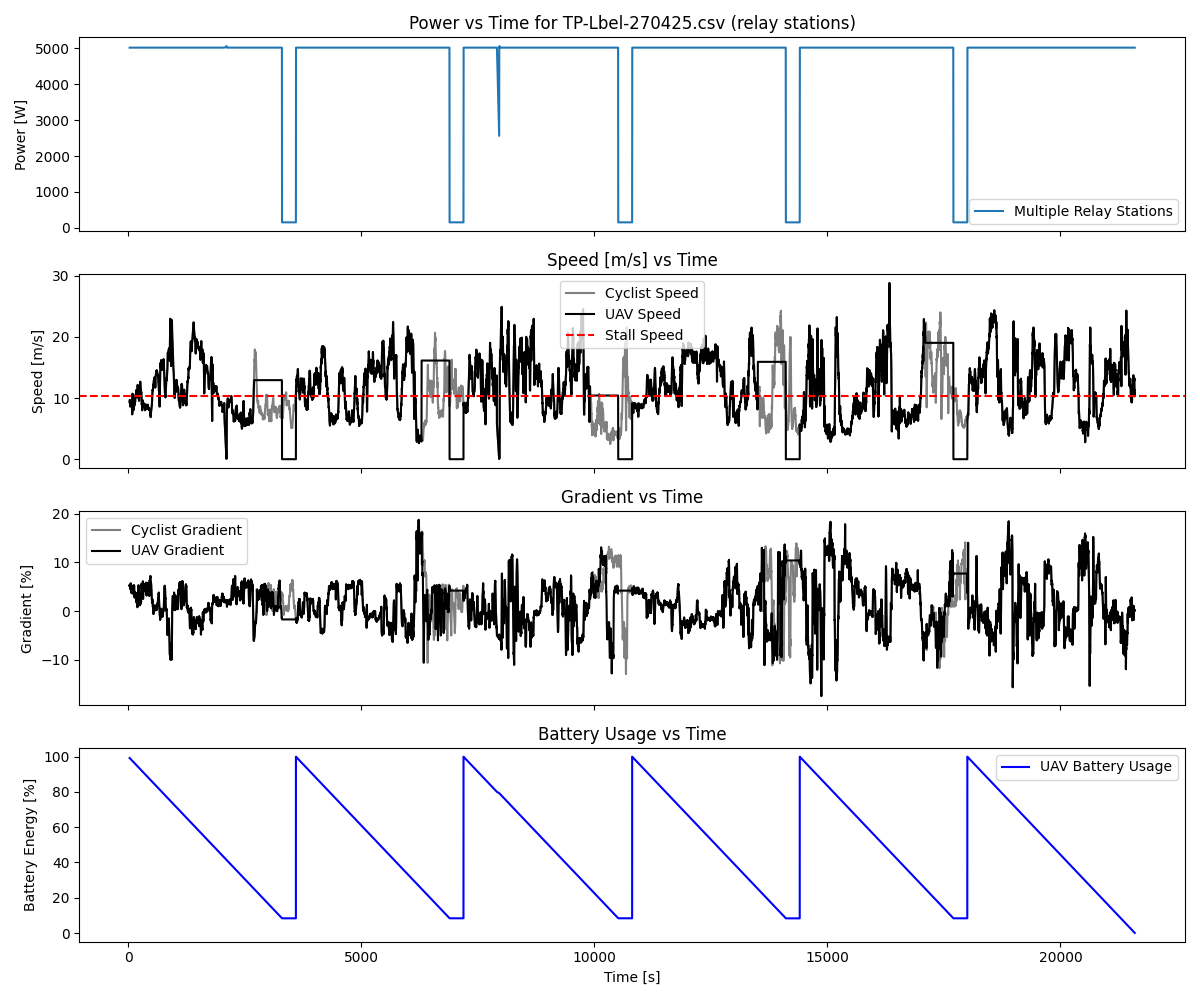 Power vs Time for TP-Lbel-270425.csv (relay stations)
5000
4000
3000
2000
1000
0
Power [W]
Multiple Relay Stations
Speed [m/s] vs Time
30
20
10
0
Speed [m/s]
Cyclist Speed
UAV Speed
Stall Speed
Gradient vs Time
20
10
0
−10
Gradient [%]
Cyclist Gradient
UAV Gradient
Battery Usage vs Time
100
80
60
40
20
0
Battery Energy [%]
UAV Battery Usage
0 5000 10000 15000 20000
Time [s]